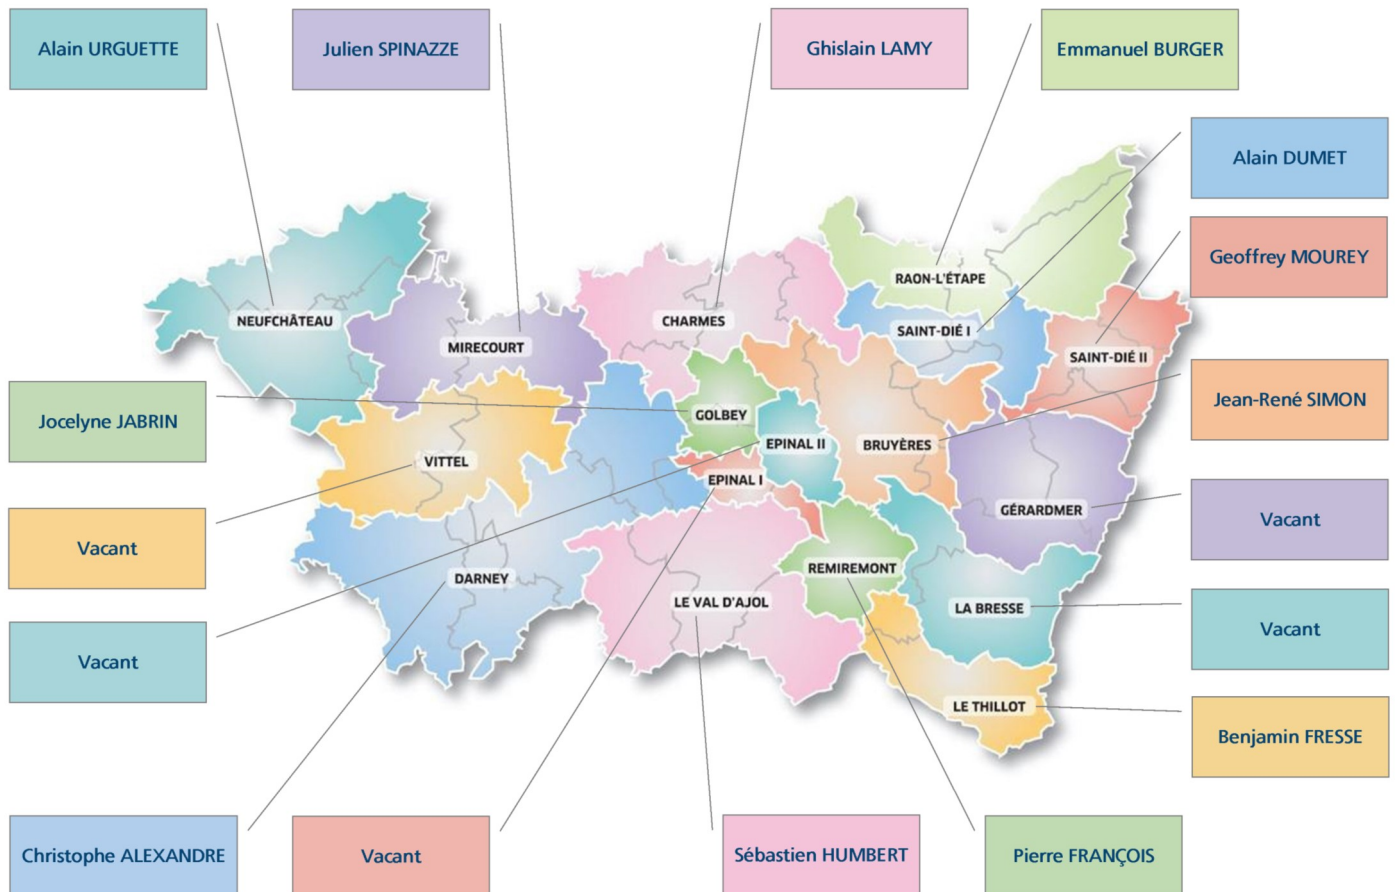 Alain URGUETTE
Julien SPINAZZE
Ghislain LAMY
Emmanuel BURGER
Alain DUMET
Geoffrey MOUREY
RAON-L'ÉTAPE
NEUFCHÂTEAU
CHARMES
SAINT-DIÉ I
MIRECOURT
SAINT-DIÉ II
Jean-René SIMON
Jocelyne JABRIN
GOLBEY
EPINAL II
BRUYÈRES
VITTEL
EPINAL I
GÉRARDMER
Vacant
Vacant
REMIREMONT
DARNEY
LE VAL D'AJOL
LA BRESSE
Vacant
Vacant
LE THILLOT
Benjamin FRESSE
Christophe ALEXANDRE
Vacant
Sébastien HUMBERT
Pierre FRANÇOIS